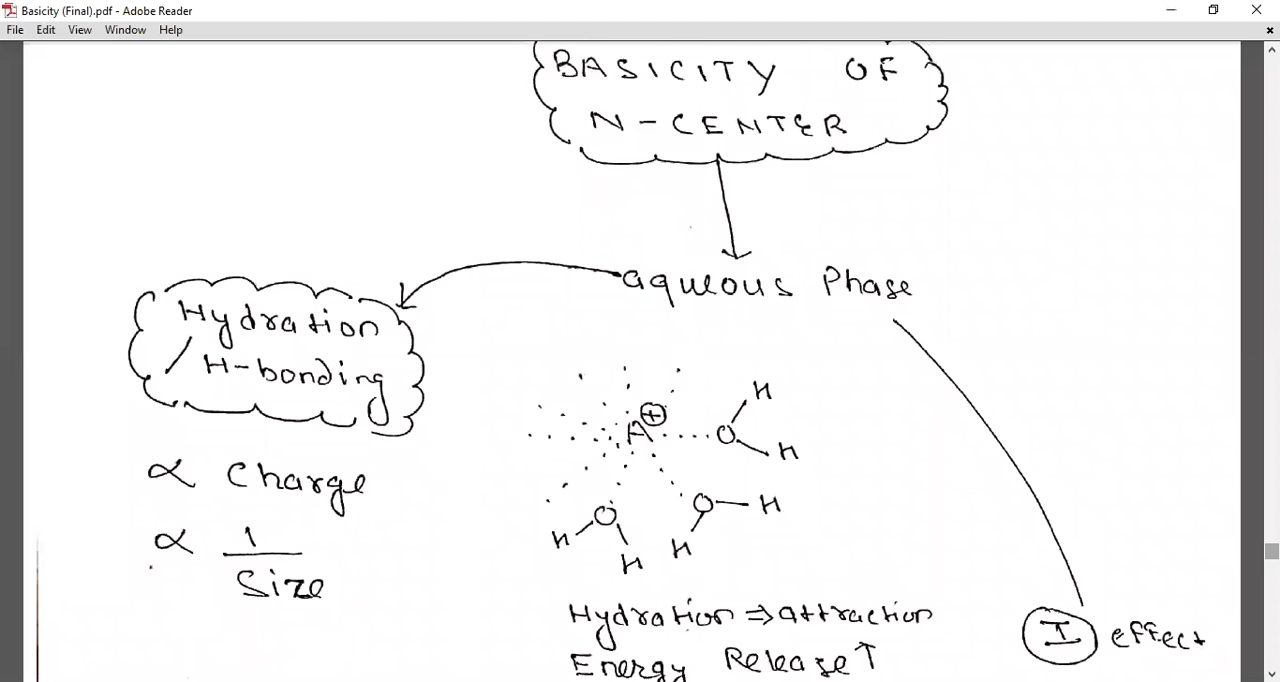 Basicity (Final).pdf - Adobe Reader
File Edit View Window Help
BASICITY OF
N-CENTER
aqueous Phase
Hydration
/ H-bonding
∝ Charge
∝ 1
Size
A⊕
O H
H
O H
H
O
H H
Hydration ⇒ attraction
Energy Release ↑
I effect